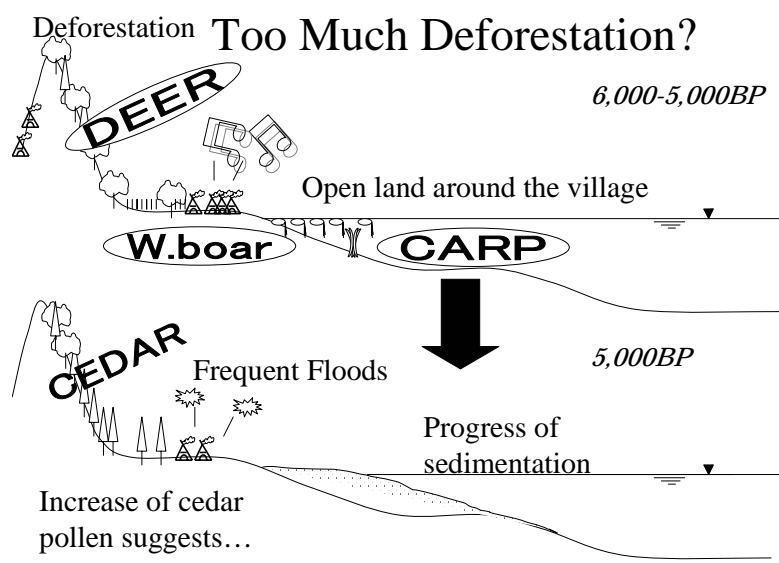 Deforestation
Too Much Deforestation?
DEER
6,000-5,000BP
Open land around the village
W.boar
CARP
CEDAR
5,000BP
Frequent Floods
Progress of
sedimentation
Increase of cedar
pollen suggests…